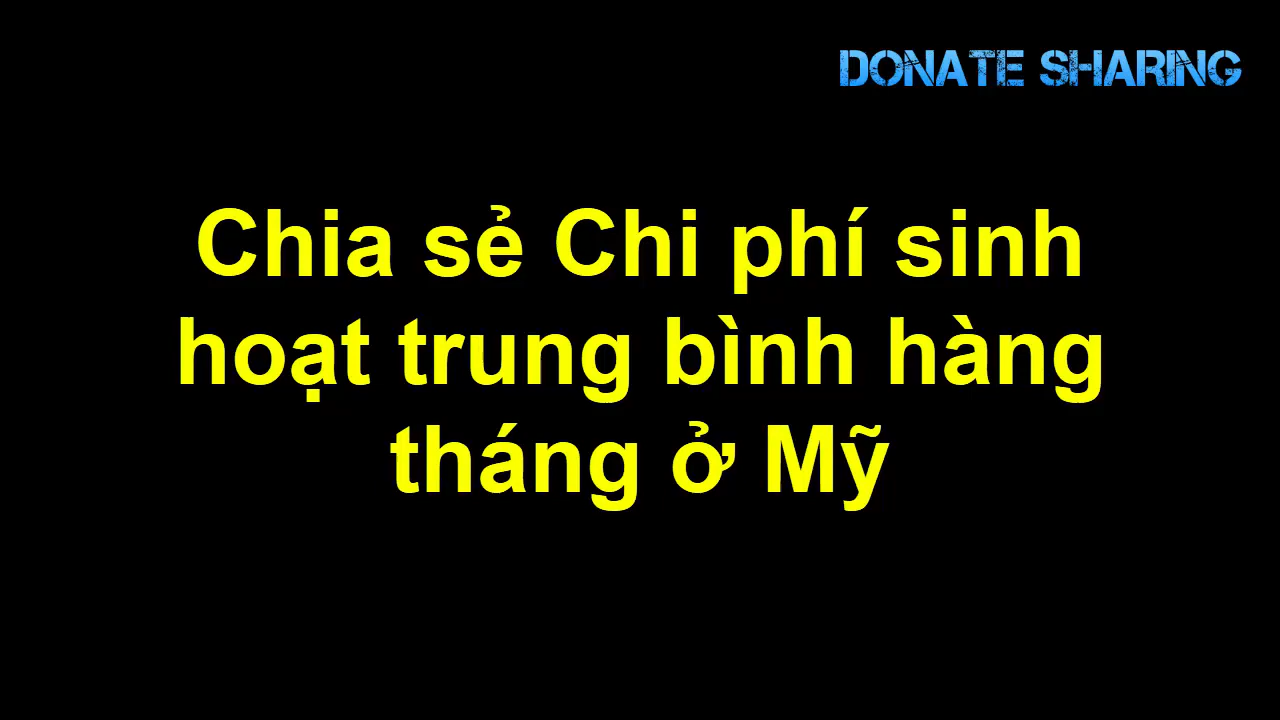 DONATE SHARING
Chia sẻ Chi phí sinh
hoạt trung bình hàng
tháng ở Mỹ